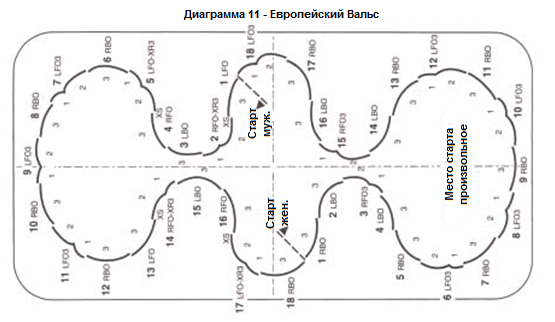 Диаграмма 11 - Европейский Вальс
5 LFO-XR3
6 RBO
7 LFO3
8 RBO
9 LFO3
10 RBO
11 LFO3
12 RBO
13 LFO
XS
14 RFO-XR3
15 LBO
16 RFO
XS
17 LFO-XR3
18 RBO
XS
4 RFO
3 LBO
2 RFO-XR3
XS
1 LFO
18 LFO3
17 RBO
16 LBO
15 RFO3
14 LBO
13 RBO
12 LFO3
11 RBO
10 LFO3
9 RBO
8 LFO3
7 RBO
6 LFO3
5 RBO
4 LBO
3 RFO3
2 LBO
1 RBO
Старт
муж.
Старт
жен.
Место старта
произвольное